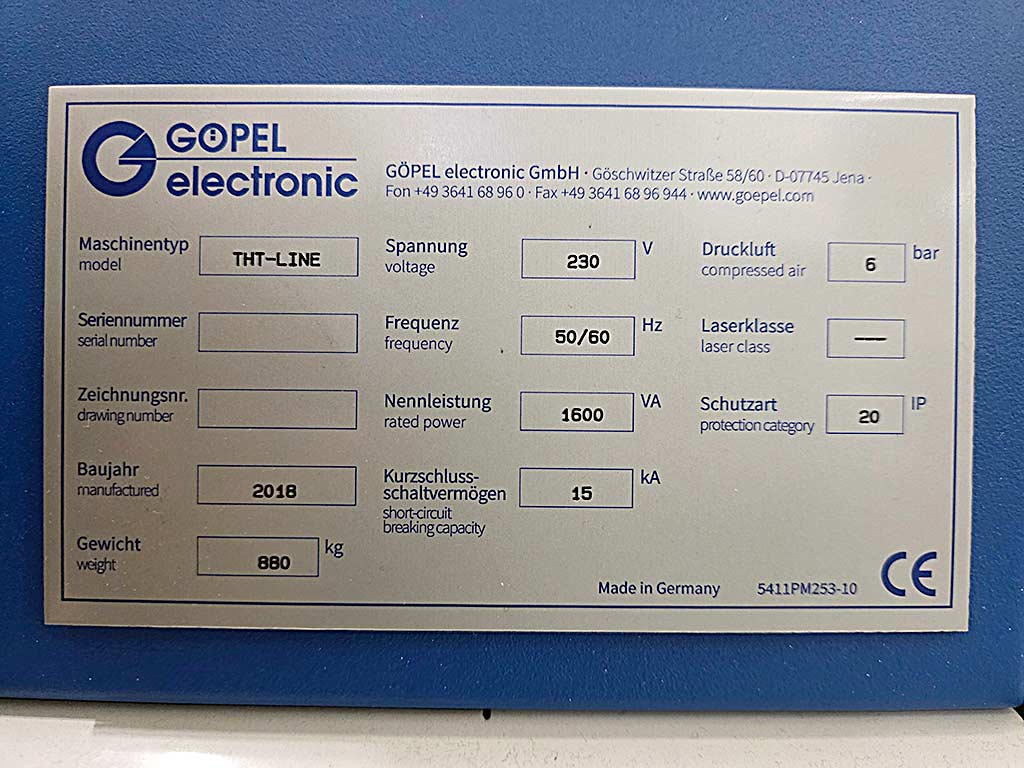 GÖPEL
electronic
GÖPEL electronic GmbH · Göschwitzer Straße 58/60 · D-07745 Jena ·
Fon +49 3641 68 96 0 · Fax +49 3641 68 96 944 · www.goepel.com
Maschinentyp
model
THT-LINE
Seriennummer
serial number
Zeichnungsnr.
drawing number
Baujahr
manufactured
2018
Gewicht
weight
880
kg
Spannung
voltage
230
V
Frequenz
frequency
50/60
Hz
Nennleistung
rated power
1600
VA
Kurzschluss-
schaltvermögen
short-circuit
breaking capacity
15
kA
Druckluft
compressed air
6
bar
Laserklasse
laser class
---
Schutzart
protection category
20
IP
Made in Germany
5411PM253-10
CE